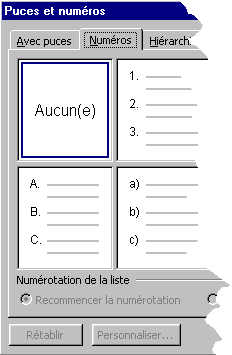 Puces et numéros
Avec puces Numéros Hiérarch
Aucun(e)
1.
2.
3.
A.
B.
C.
a)
b)
c)
Numérotation de la liste
Recommencer la numérotation
Rétablir Personnaliser...